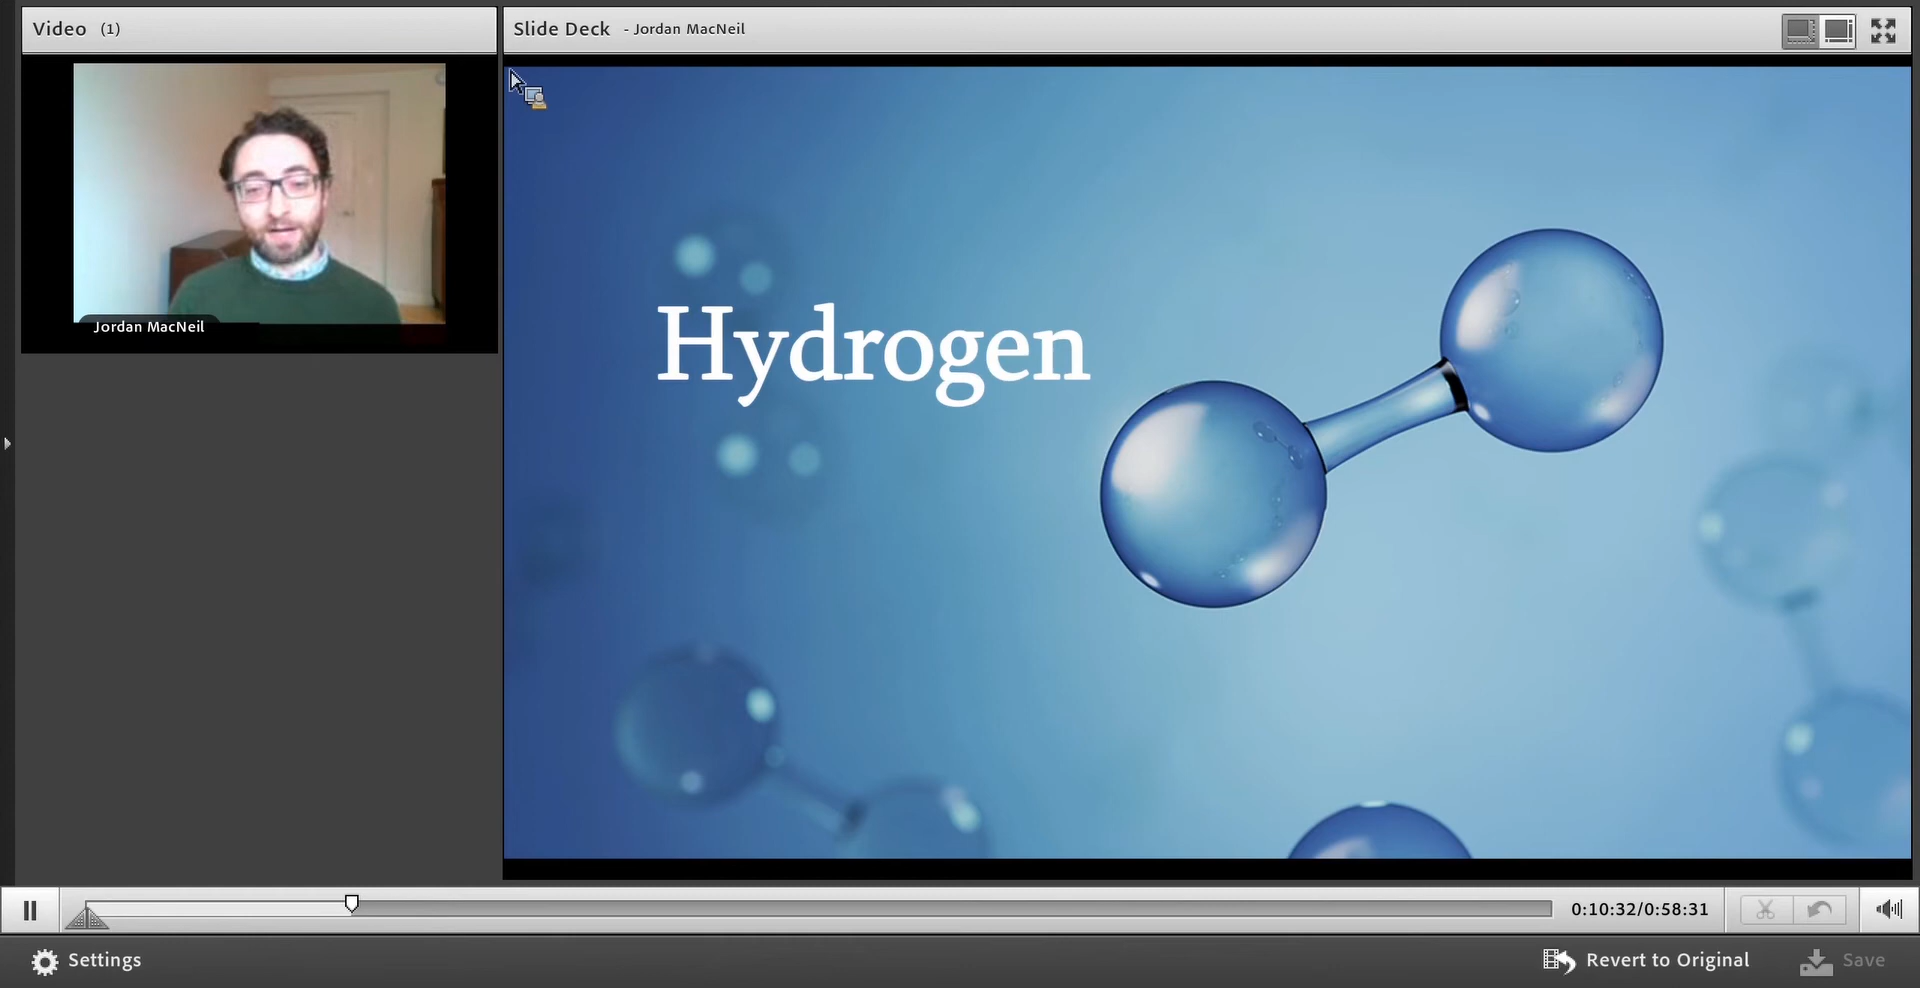 Video (1)
Slide Deck - Jordan MacNeil
Jordan MacNeil
Hydrogen
0:10:32/0:58:31
Settings
Revert to Original
Save